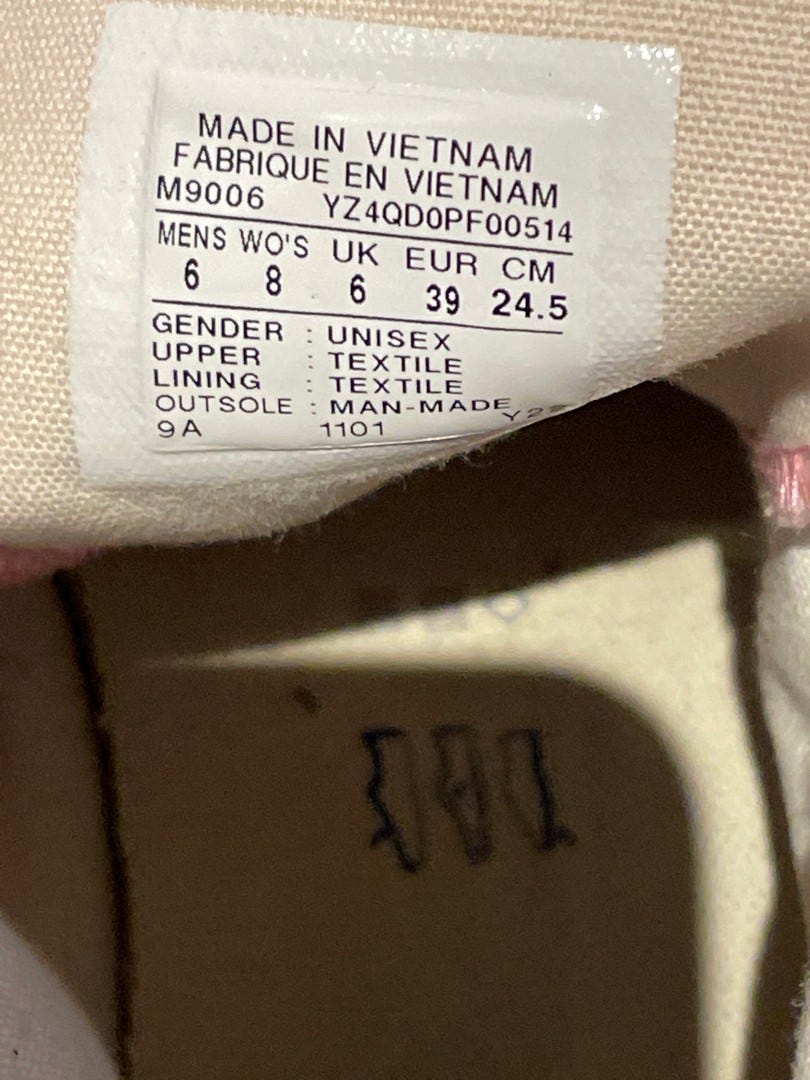 MADE IN VIETNAM
FABRIQUE EN VIETNAM
M9006 YZ4QD0PF00514
MENS WO'S UK EUR CM
6 8 6 39 24.5
GENDER : UNISEX
UPPER : TEXTILE
LINING : TEXTILE
OUTSOLE : MAN-MADE
9A 1101